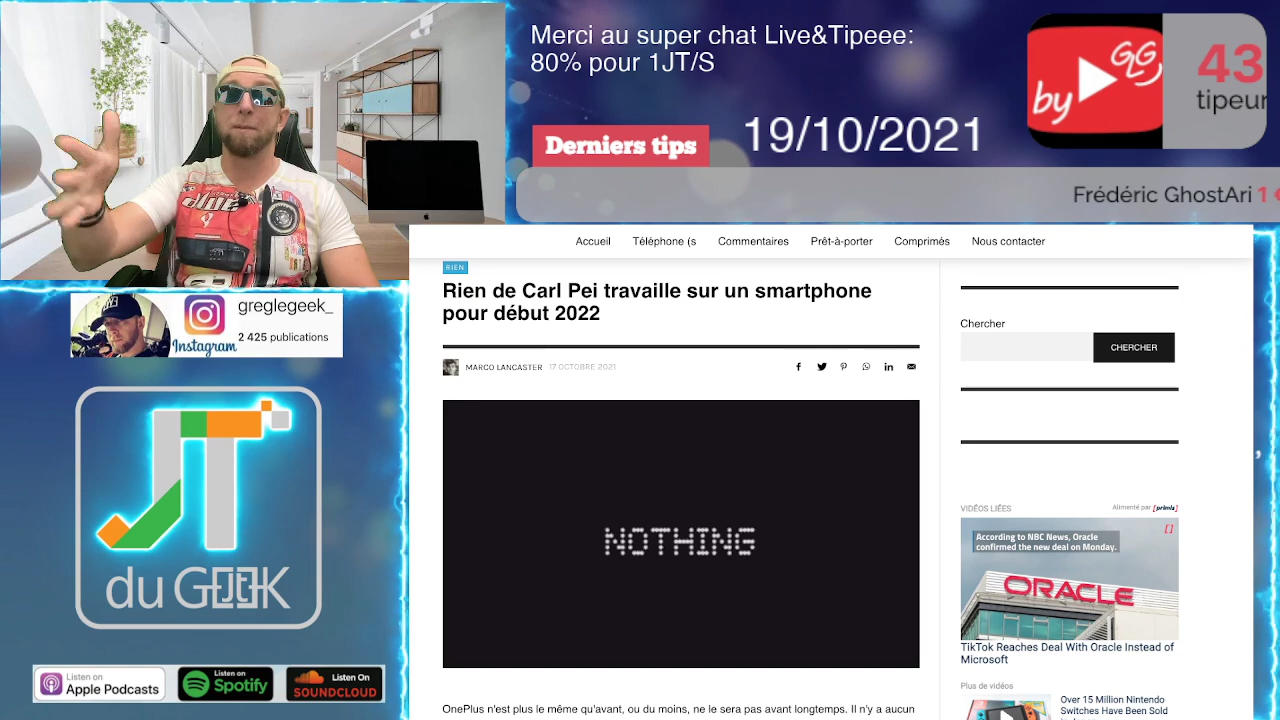 Merci au super chat Live&Tipeee:
80% pour 1JT/S
Derniers tips
19/10/2021
by GLG
43
tipeur
Frédéric GhostAri 1
Accueil Téléphone (s Commentaires Prêt-à-porter Comprimés Nous contacter
RIEN
Rien de Carl Pei travaille sur un smartphone
pour début 2022
MARCO LANCASTER 17 OCTOBRE 2021
NOTHING
OnePlus n'est plus le même qu'avant, ou du moins, ne le sera pas avant longtemps. Il n'y a aucun
Chercher
CHERCHER
VIDÉOS LIÉES Alimenté par [primis]
According to NBC News, Oracle
confirmed the new deal on Monday.
ORACLE
TikTok Reaches Deal With Oracle Instead of
Microsoft
Plus de vidéos
Over 15 Million Nintendo
Switches Have Been Sold
greglegeek_
2 425 publications
Instagram
JT
du GEEK
Listen on
Apple Podcasts
Listen on
Spotify
Listen On
SOUNDCLOUD